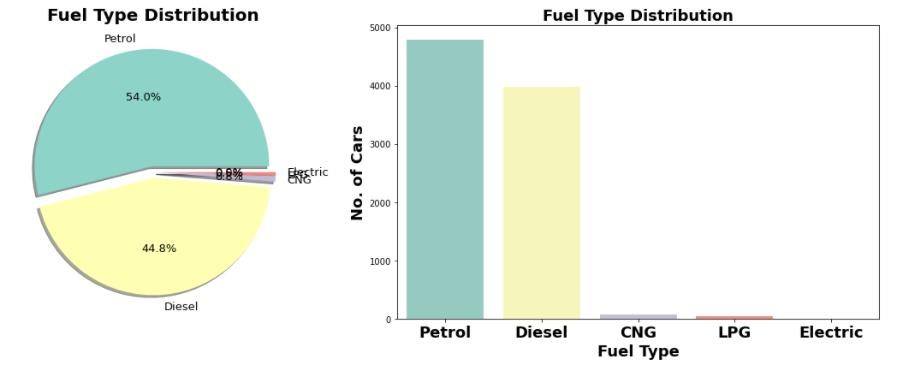 Fuel Type Distribution
Petrol
54.0%
Electric
CNG
44.8%
Diesel
Fuel Type Distribution
No. of Cars
5000
4000
3000
2000
1000
0
Petrol Diesel CNG LPG Electric
Fuel Type